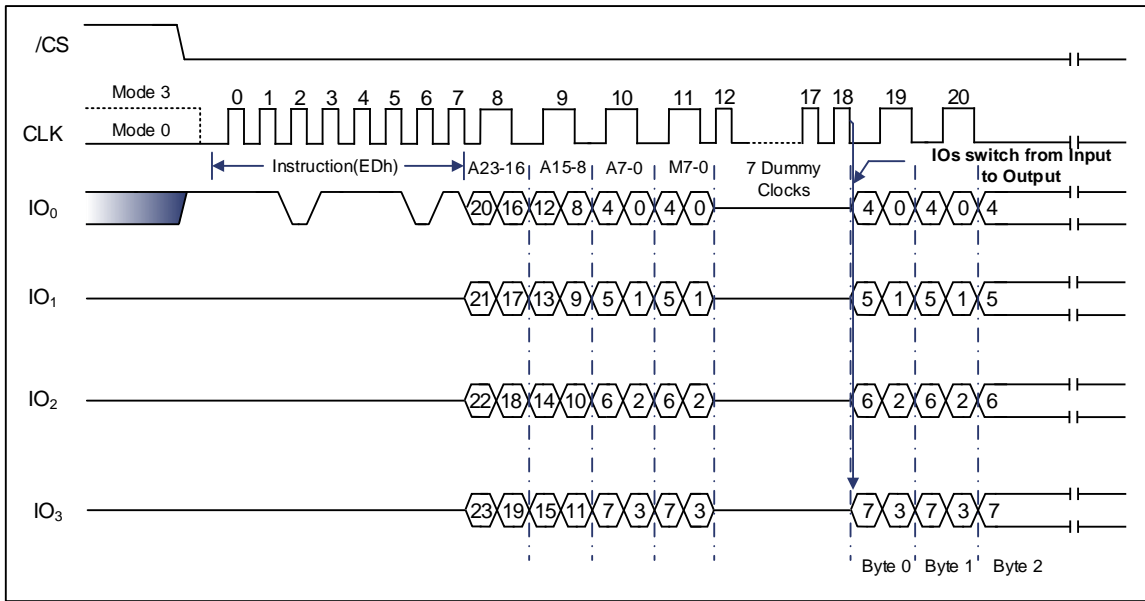 /CS
Mode 3
0 1 2 3 4 5 6 7 8 9 10 11 12 17 18 19 20
CLK
Mode 0
Instruction(EDh) A23-16 A15-8 A7-0 M7-0 7 Dummy Clocks
IOs switch from Input
to Output
IO0 20 16 12 8 4 0 4 0 4 0 4 0 4
IO1 21 17 13 9 5 1 5 1 5 1 5 1 5
IO2 22 18 14 10 6 2 6 2 6 2 6 2 6
IO3 23 19 15 11 7 3 7 3 7 3 7 3 7
Byte 0 Byte 1 Byte 2